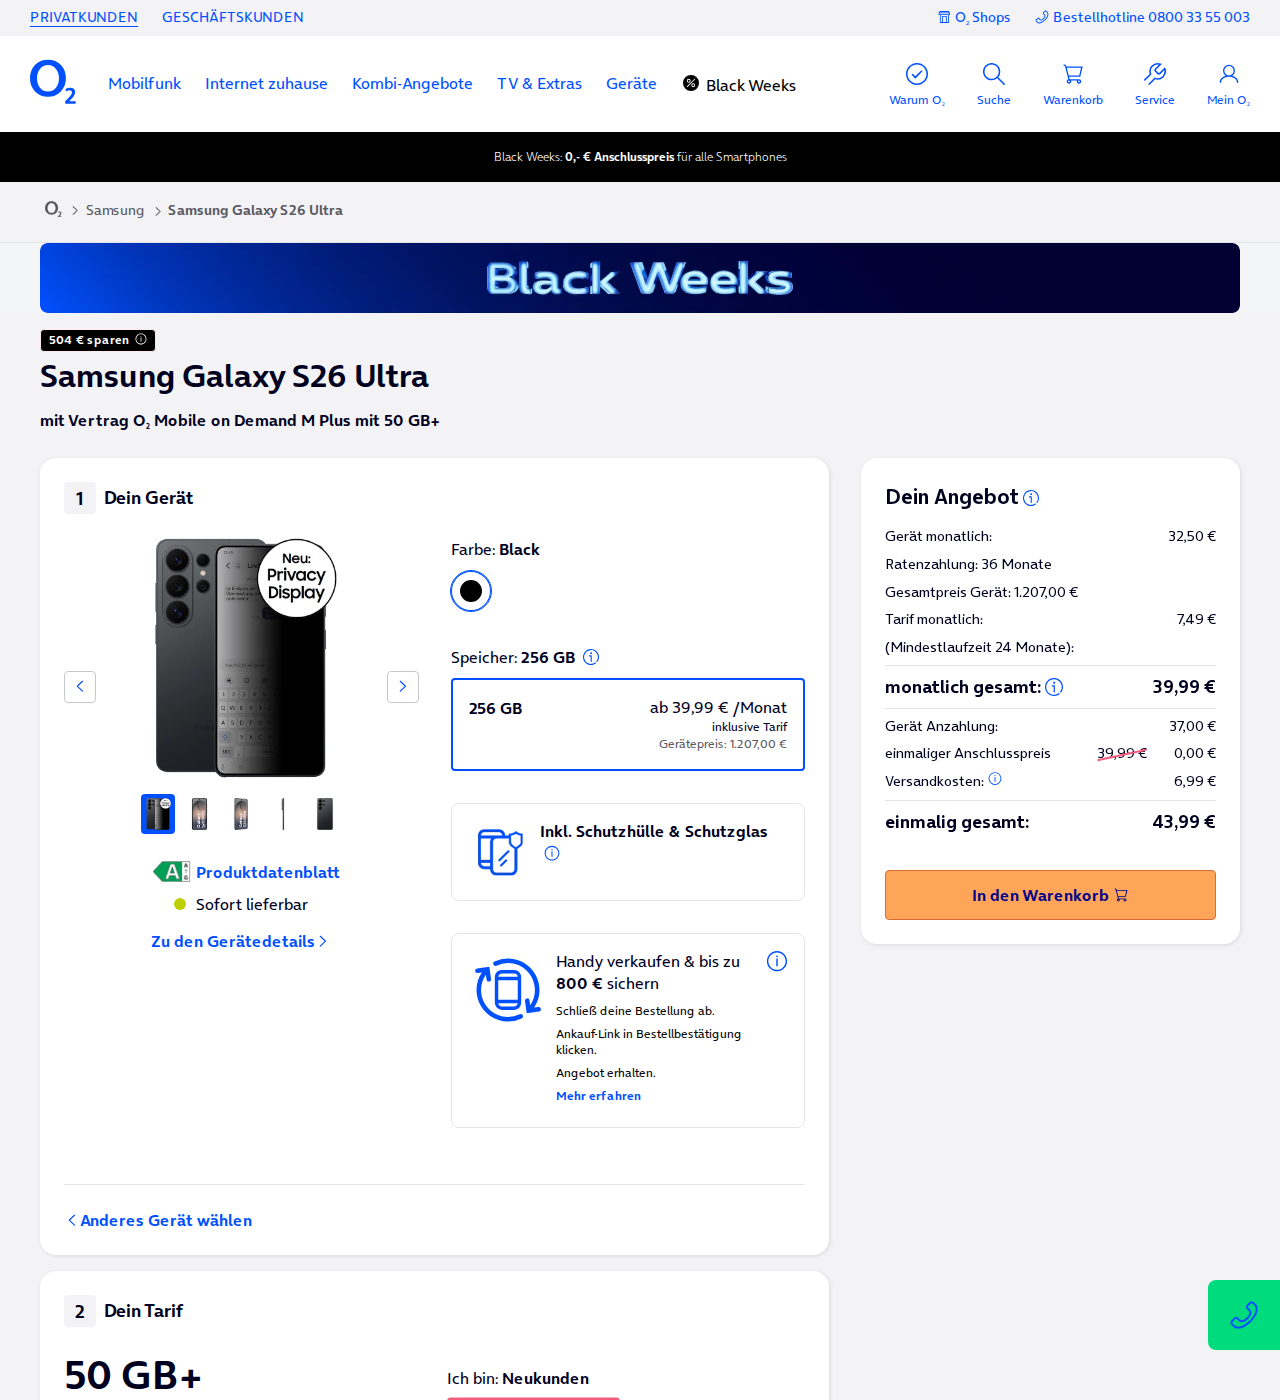 PRIVATKUNDEN GESCHÄFTSKUNDEN O₂ Shops Bestellhotline 0800 33 55 003
O₂ Mobilfunk Internet zuhause Kombi-Angebote TV & Extras Geräte Black Weeks Warum O₂ Suche Warenkorb Service Mein O₂
Black Weeks: 0,- € Anschlusspreis für alle Smartphones
O₂ > Samsung > Samsung Galaxy S26 Ultra
Black Weeks
504 € sparen
Samsung Galaxy S26 Ultra
mit Vertrag O₂ Mobile on Demand M Plus mit 50 GB+
1 Dein Gerät
Neu:
Privacy
Display
A
Produktdatenblatt
Sofort lieferbar
Zu den Gerätedetails >
Farbe: Black
Speicher: 256 GB
256 GB ab 39,99 € /Monat
inklusive Tarif
Gerätepreis: 1.207,00 €
Inkl. Schutzhülle & Schutzglas
Handy verkaufen & bis zu
800 € sichern
Schließ deine Bestellung ab.
Ankauf-Link in Bestellbestätigung
klicken.
Angebot erhalten.
Mehr erfahren
< Anderes Gerät wählen
Dein Angebot
Gerät monatlich: 32,50 €
Ratenzahlung: 36 Monate
Gesamtpreis Gerät: 1.207,00 €
Tarif monatlich: 7,49 €
(Mindestlaufzeit 24 Monate):
monatlich gesamt: 39,99 €
Gerät Anzahlung: 37,00 €
einmaliger Anschlusspreis 39,99 € 0,00 €
Versandkosten: 6,99 €
einmalig gesamt: 43,99 €
In den Warenkorb
2 Dein Tarif
50 GB+
Ich bin: Neukunden